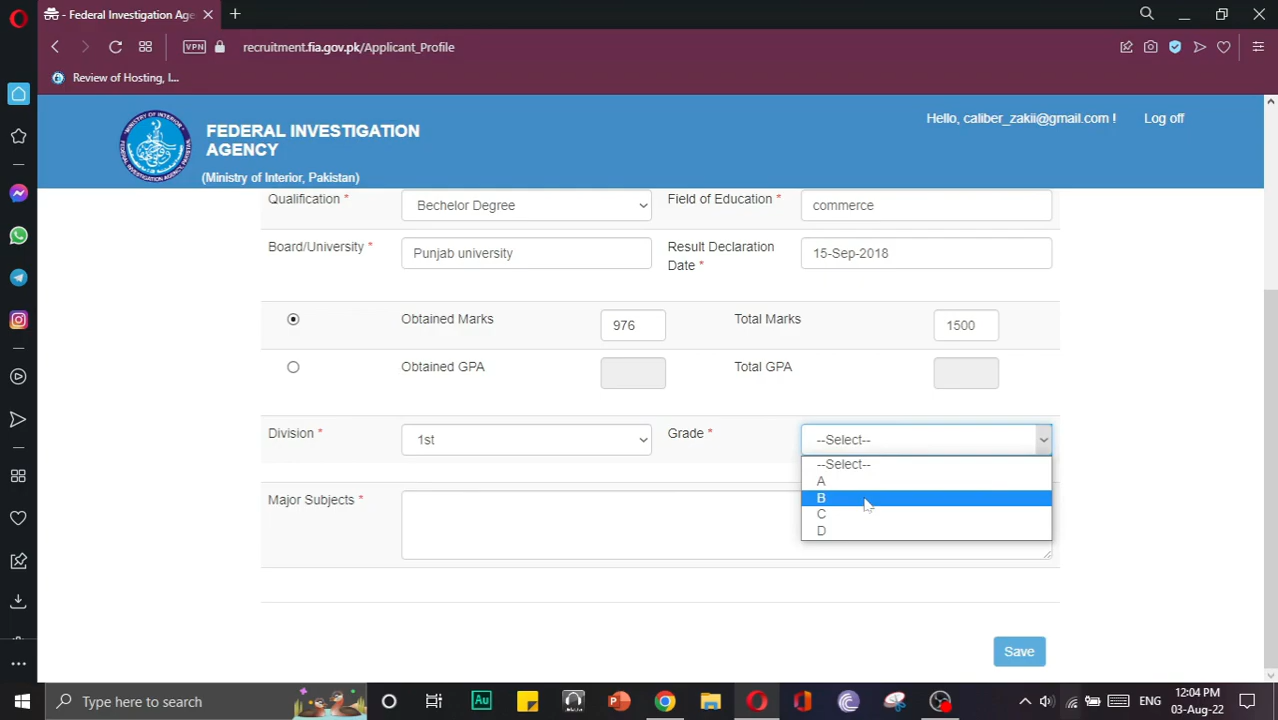 - Federal Investigation Age
VPN
recruitment.fia.gov.pk/Applicant_Profile
Review of Hosting, I...
FEDERAL INVESTIGATION
AGENCY
(Ministry of Interior, Pakistan)
Hello, caliber_zakii@gmail.com !
Log off
Qualification *
Bechelor Degree
Field of Education *
commerce
Board/University *
Punjab university
Result Declaration
Date *
15-Sep-2018
Obtained Marks
976
Total Marks
1500
Obtained GPA
Total GPA
Division *
1st
Grade *
--Select--
--Select--
A
B
C
D
Major Subjects *
Save
Type here to search
Au
ENG
12:04 PM
03-Aug-22